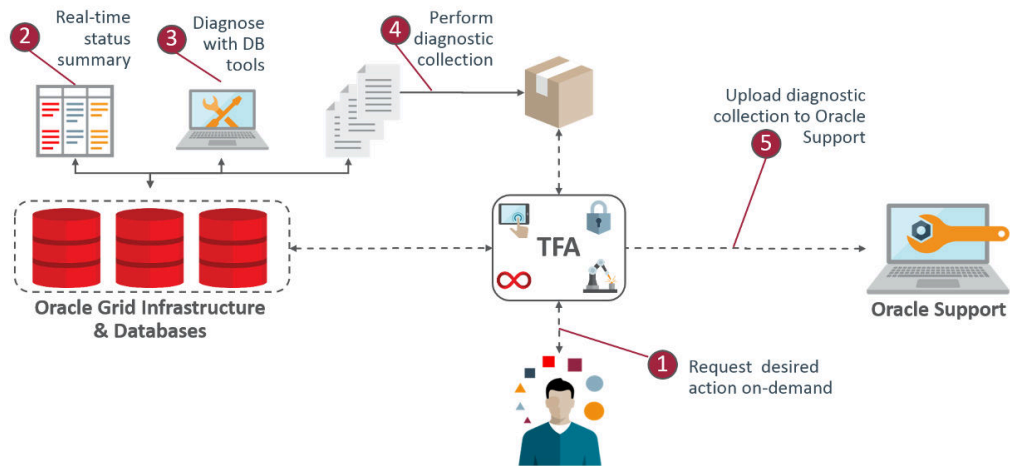 2
Real-time
status
summary
3
Diagnose
with DB
tools
4
Perform
diagnostic
collection
Upload diagnostic
collection to Oracle
Support
5
TFA
Oracle Grid Infrastructure
& Databases
Oracle Support
1
Request desired
action on-demand